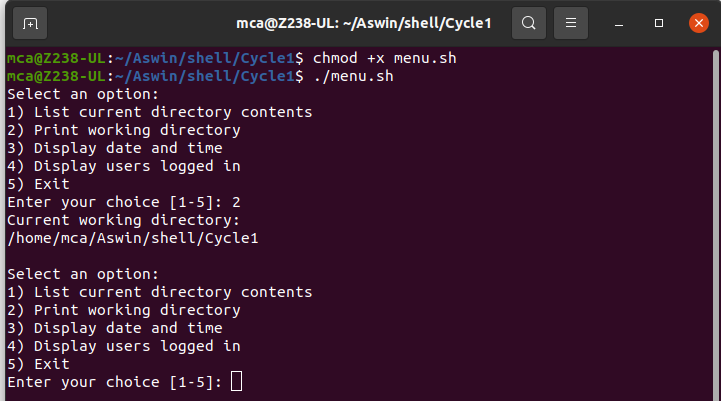 mca@Z238-UL: ~/Aswin/shell/Cycle1
mca@Z238-UL:~/Aswin/shell/Cycle1$ chmod +x menu.sh
mca@Z238-UL:~/Aswin/shell/Cycle1$ ./menu.sh
Select an option:
1) List current directory contents
2) Print working directory
3) Display date and time
4) Display users logged in
5) Exit
Enter your choice [1-5]: 2
Current working directory:
/home/mca/Aswin/shell/Cycle1
Select an option:
1) List current directory contents
2) Print working directory
3) Display date and time
4) Display users logged in
5) Exit
Enter your choice [1-5]: